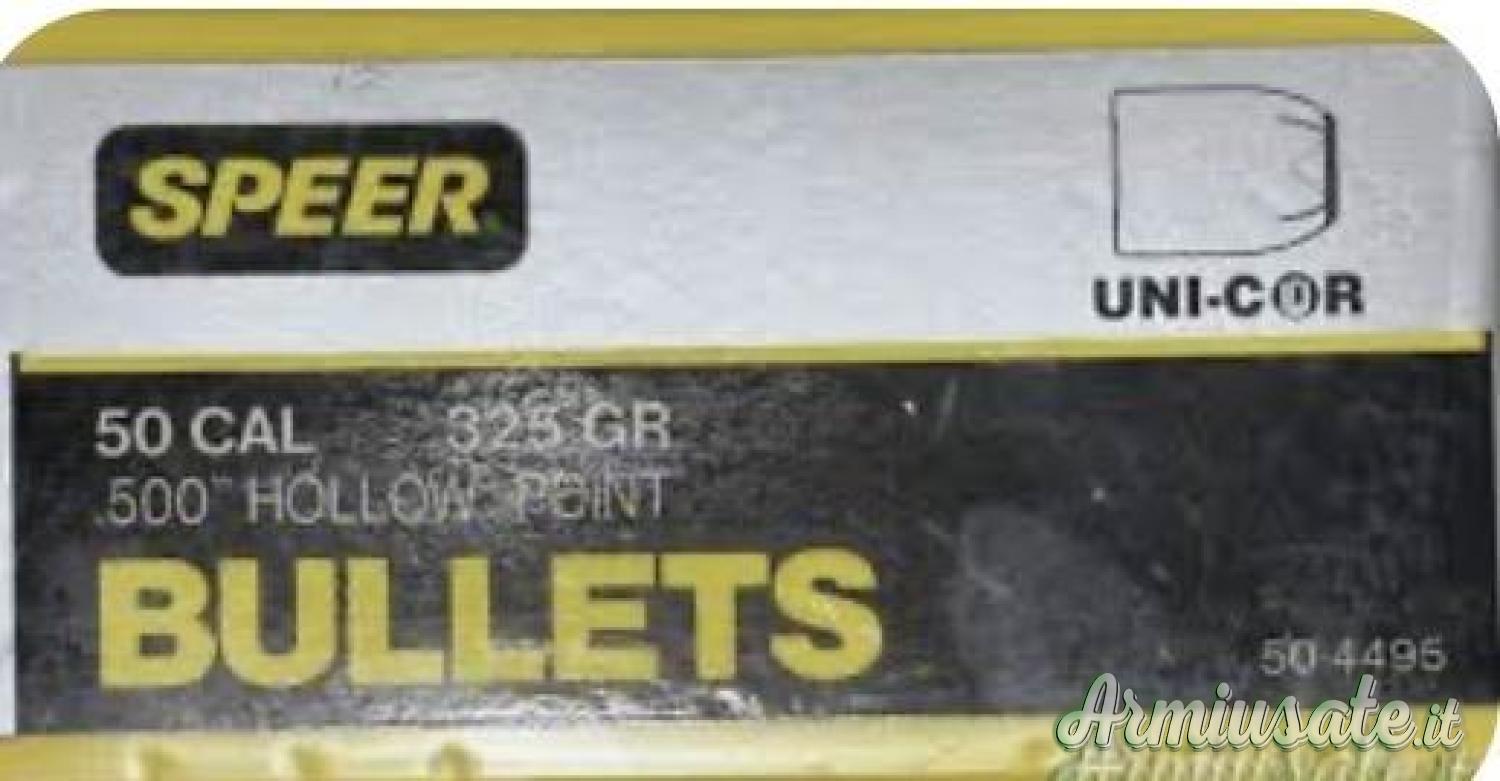 SPEER
UNI-COR
50 CAL 325 GR
.500" HOLLOW POINT
BULLETS
50 4495
Armiusate.it